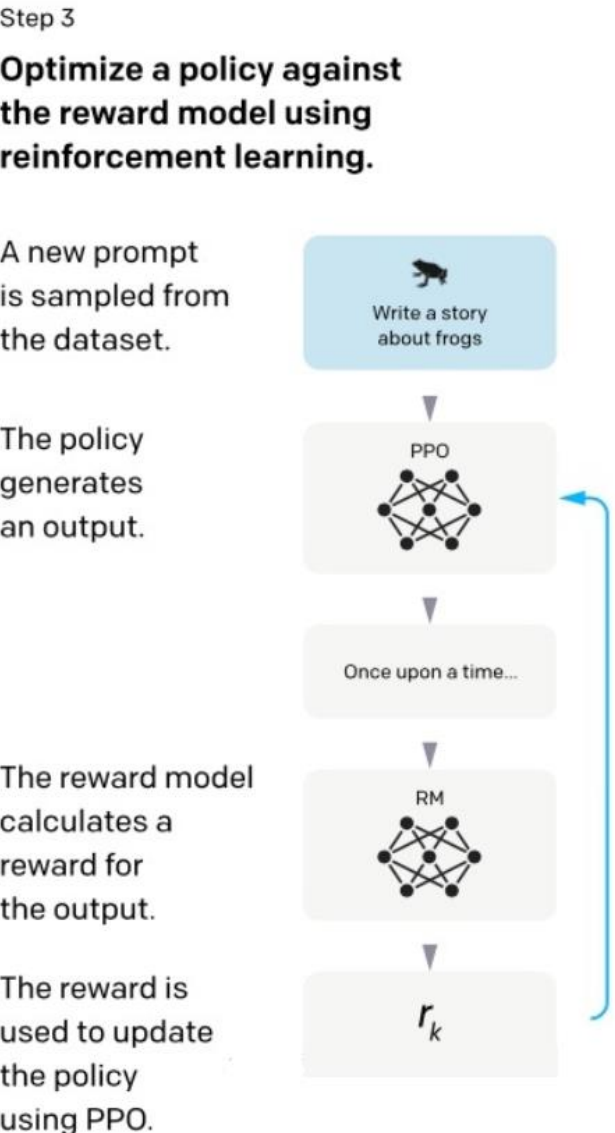 Step 3
Optimize a policy against
the reward model using
reinforcement learning.
A new prompt
is sampled from
the dataset.
Write a story
about frogs
The policy
generates
an output.
PPO
Once upon a time...
The reward model
calculates a
reward for
the output.
RM
The reward is
used to update
the policy
using PPO.
rk